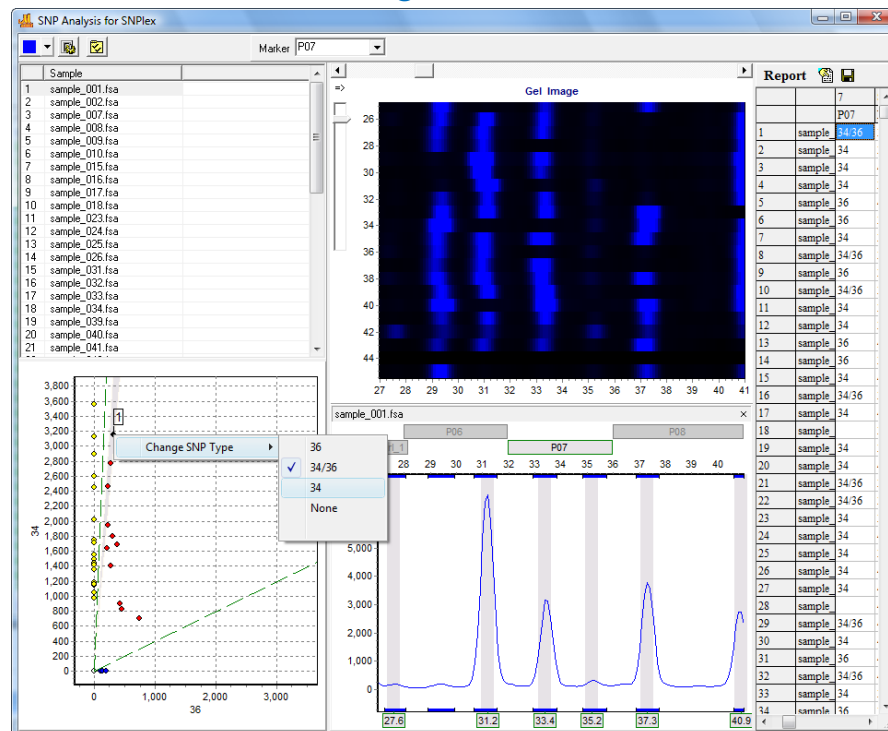 SNP Analysis for SNPlex
Marker P07
Sample
1 sample_001.fsa
2 sample_002.fsa
3 sample_007.fsa
4 sample_008.fsa
5 sample_009.fsa
6 sample_010.fsa
7 sample_015.fsa
8 sample_016.fsa
9 sample_017.fsa
10 sample_018.fsa
11 sample_023.fsa
12 sample_024.fsa
13 sample_025.fsa
14 sample_026.fsa
15 sample_031.fsa
16 sample_032.fsa
17 sample_033.fsa
18 sample_034.fsa
19 sample_039.fsa
20 sample_040.fsa
21 sample_041.fsa
=>
Gel Image
26
28
30
32
34
36
38
40
42
44
27 28 29 30 31 32 33 34 35 36 37 38 39 40 41
Report
7
P07
1 sample_ 34/36
2 sample_ 34
3 sample_ 34
4 sample_ 34
5 sample_ 36
6 sample_ 36
7 sample_ 34
8 sample_ 34/36
9 sample_ 36
10 sample_ 34/36
11 sample_ 34
12 sample_ 34
13 sample_ 36
14 sample_ 36
15 sample_ 34
16 sample_ 34/36
17 sample_ 34
18 sample_
19 sample_ 34
20 sample_ 34
21 sample_ 34/36
22 sample_ 34/36
23 sample_ 34
24 sample_ 34
25 sample_ 34
26 sample_ 34
27 sample_ 34
28 sample_
29 sample_ 34/36
30 sample_ 34
31 sample_ 36
32 sample_ 34/36
33 sample_ 34
34 sample_ 36
3,800
3,600
3,400
3,200
3,000
2,800
2,600
2,400
2,200
2,000
1,800
1,600
1,400
1,200
1,000
800
600
400
200
0
34
1
0 1,000 2,000 3,000
36
Change SNP Type
36
34/36
34
None
sample_001.fsa ×
P06 P08
P07
28 29 30 31 32 33 34 35 36 37 38 39 40
5,000
4,000
3,000
2,000
1,000
0
27.6 31.2 33.4 35.2 37.3 40.9